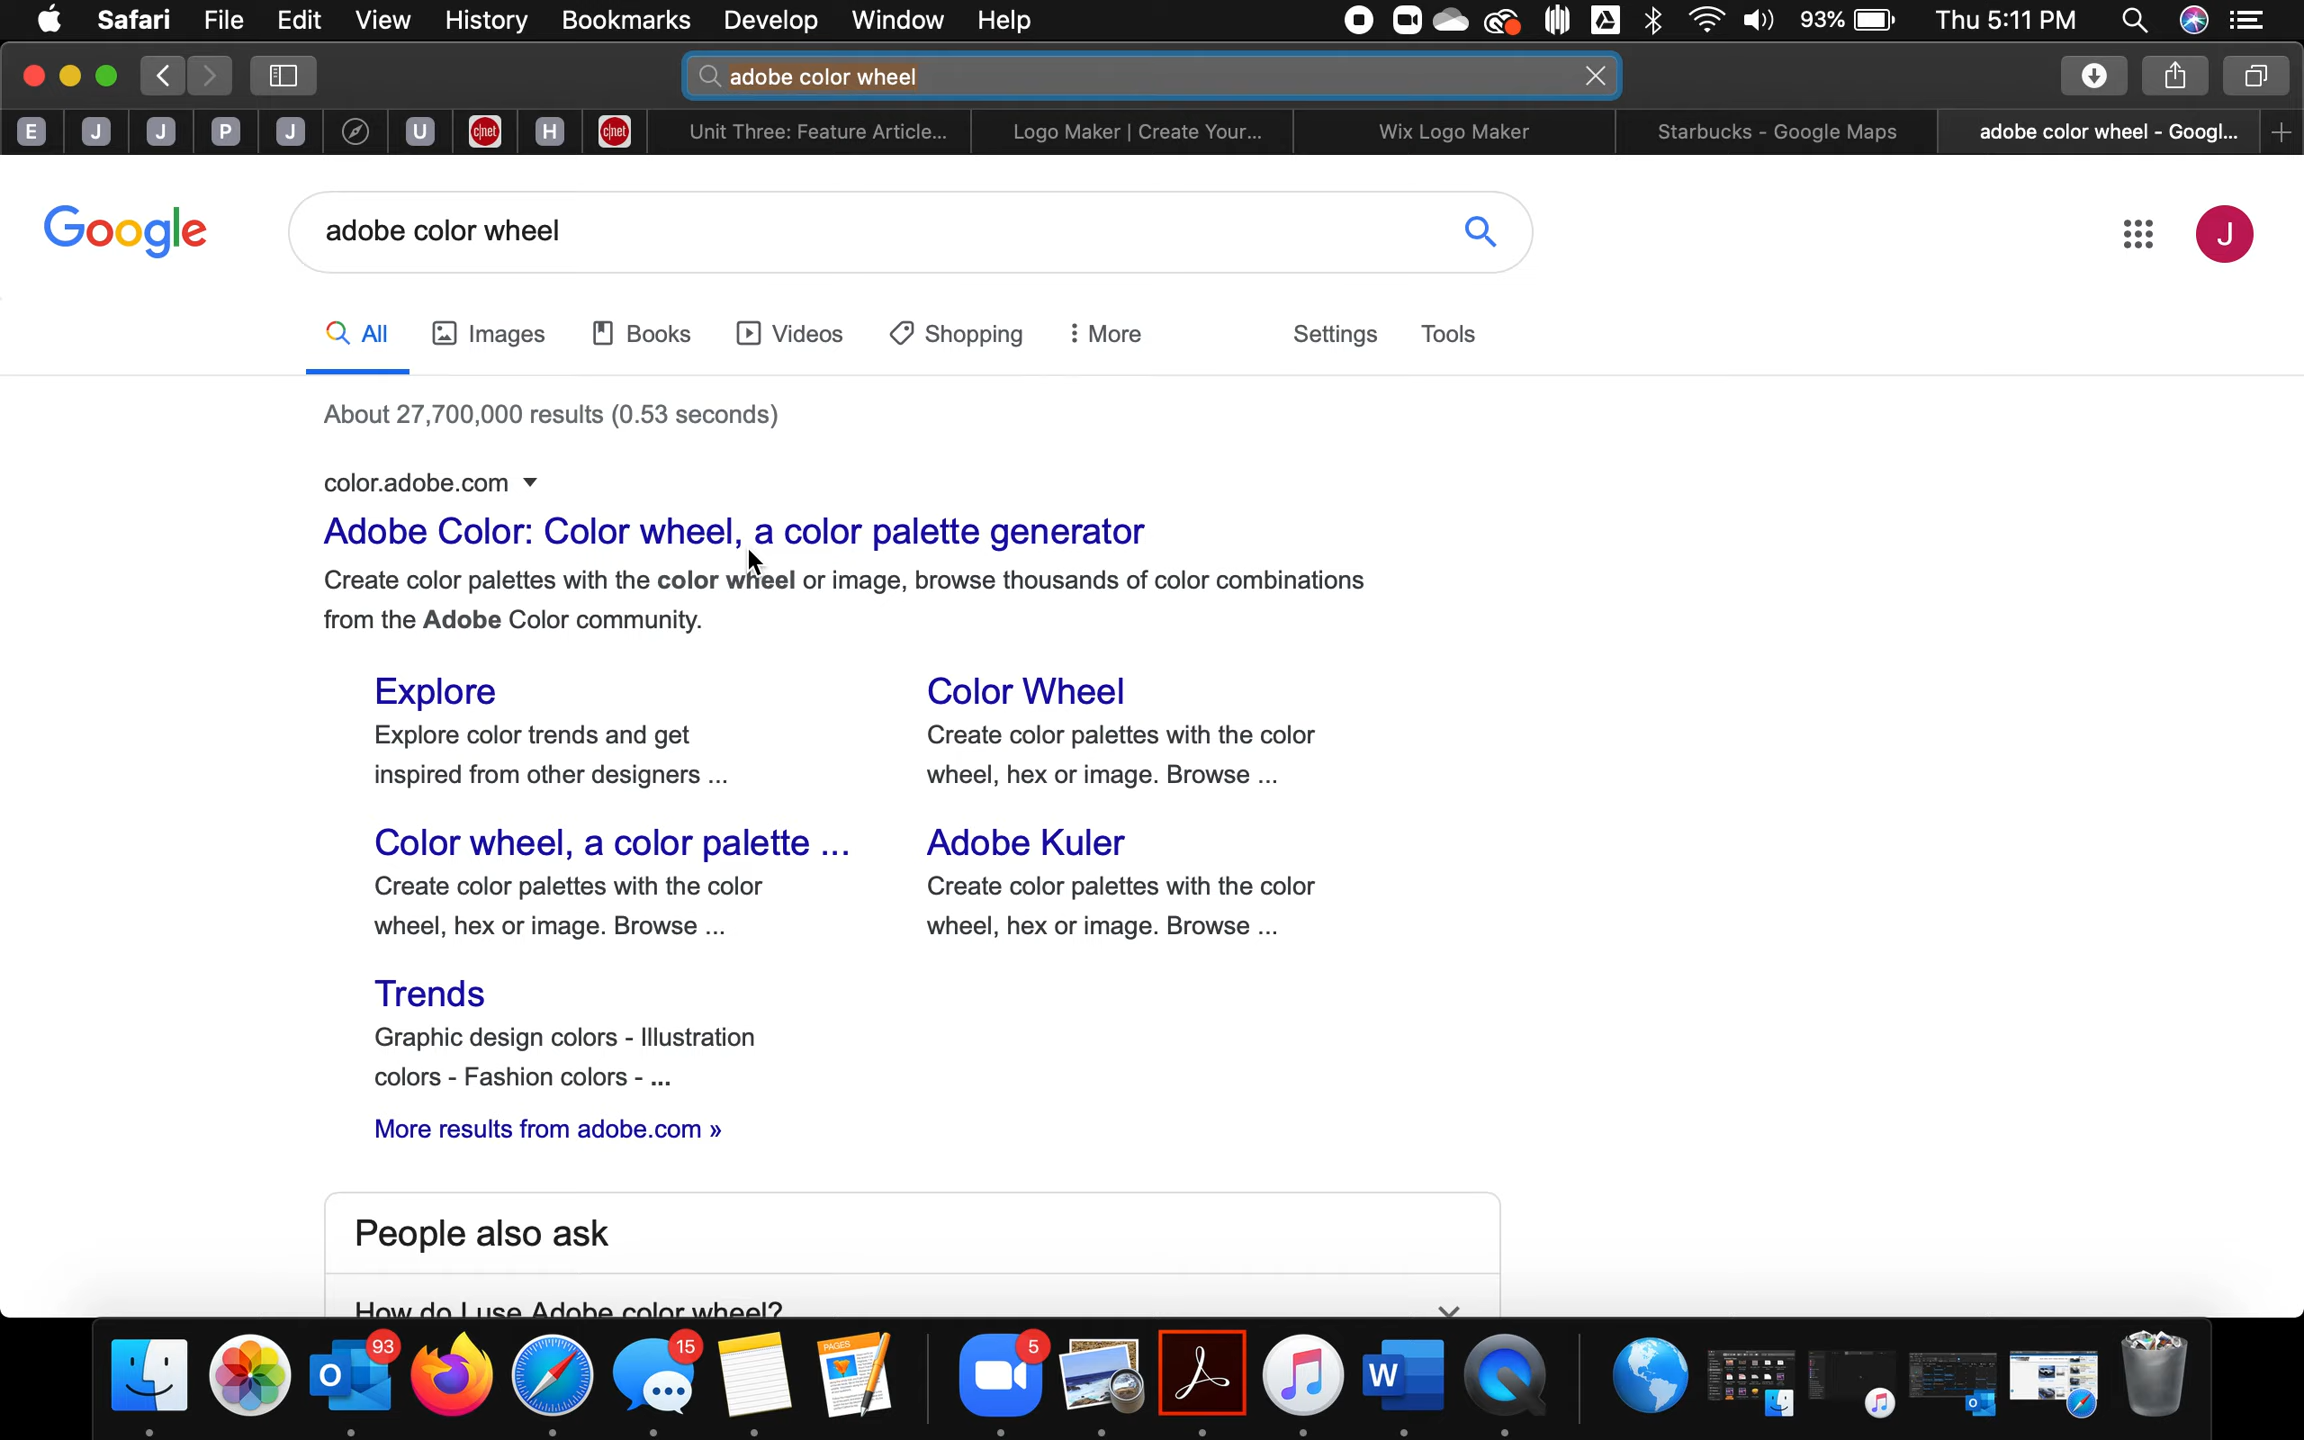 Safari File Edit View History Bookmarks Develop Window Help 93% Thu 5:11 PM
adobe color wheel
E J J P J U c|net H c|net Unit Three: Feature Article... Logo Maker | Create Your... Wix Logo Maker Starbucks - Google Maps adobe color wheel - Googl...
Google adobe color wheel J
All Images Books Videos Shopping More Settings Tools
About 27,700,000 results (0.53 seconds)
color.adobe.com
Adobe Color: Color wheel, a color palette generator
Create color palettes with the color wheel or image, browse thousands of color combinations
from the Adobe Color community.
Explore
Explore color trends and get
inspired from other designers ...
Color Wheel
Create color palettes with the color
wheel, hex or image. Browse ...
Color wheel, a color palette ...
Create color palettes with the color
wheel, hex or image. Browse ...
Adobe Kuler
Create color palettes with the color
wheel, hex or image. Browse ...
Trends
Graphic design colors - Illustration
colors - Fashion colors - ...
More results from adobe.com »
People also ask
How do I use Adobe color wheel?
93 15 PAGES 5 W